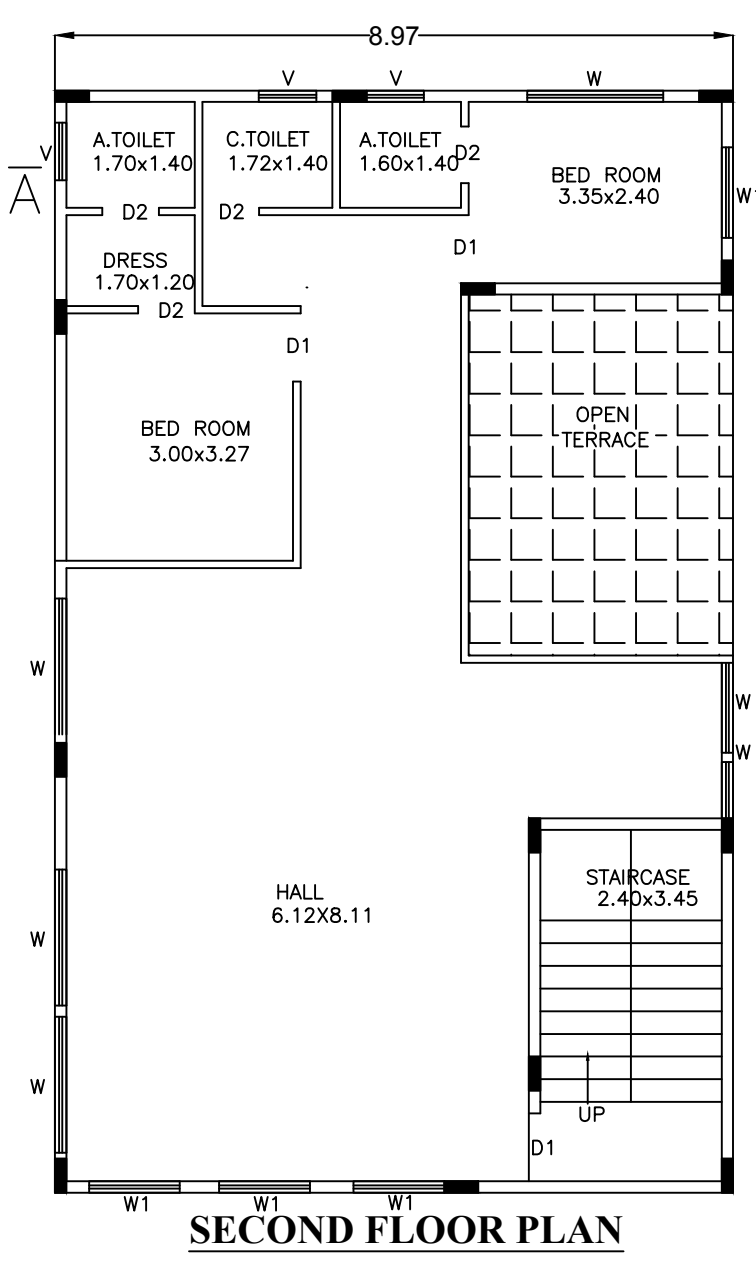 8.97
V
V
W
V
A
A.TOILET
1.70x1.40
C.TOILET
1.72x1.40
A.TOILET
1.60x1.40
D2
BED ROOM
3.35x2.40
W1
D2
D2
D1
DRESS
1.70x1.20
D2
D1
BED ROOM
3.00x3.27
OPEN
TERRACE
W
W
W
HALL
6.12X8.11
STAIRCASE
2.40x3.45
W
W
UP
D1
W1
W1
W1
SECOND FLOOR PLAN